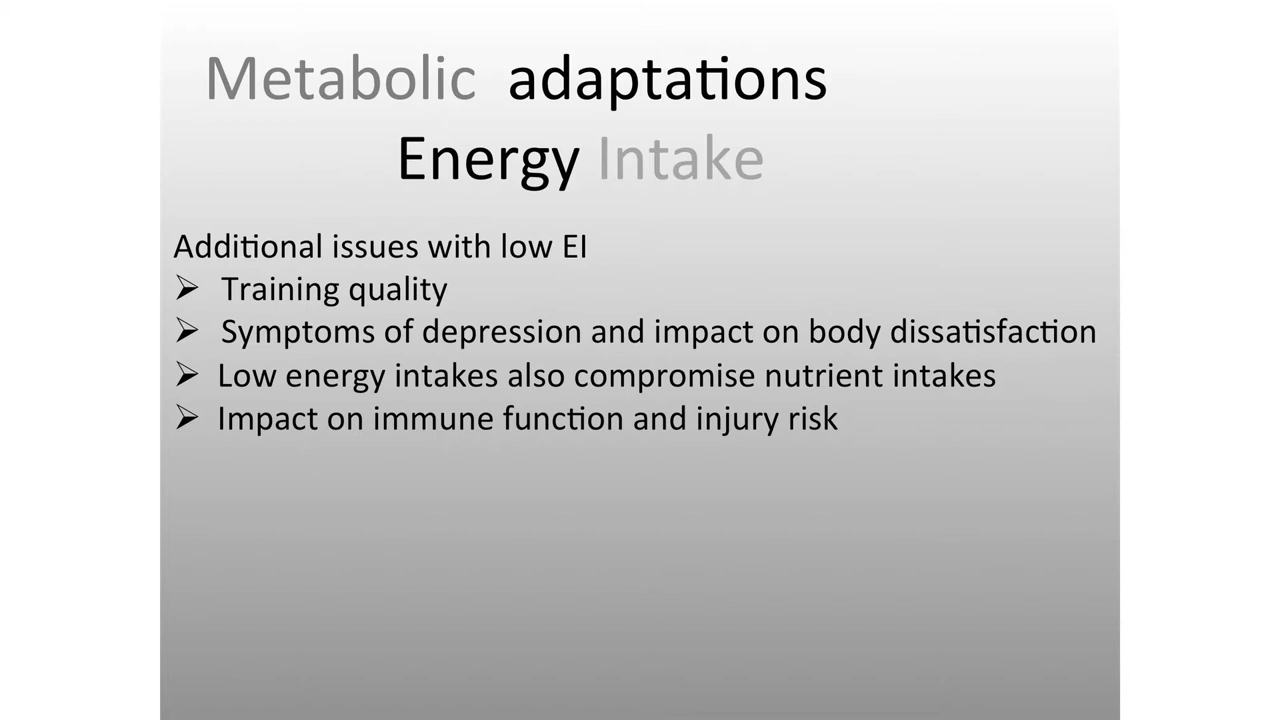 Metabolic adaptations
Energy Intake
Additional issues with low EI
➢ Training quality
➢ Symptoms of depression and impact on body dissatisfaction
➢ Low energy intakes also compromise nutrient intakes
➢ Impact on immune function and injury risk